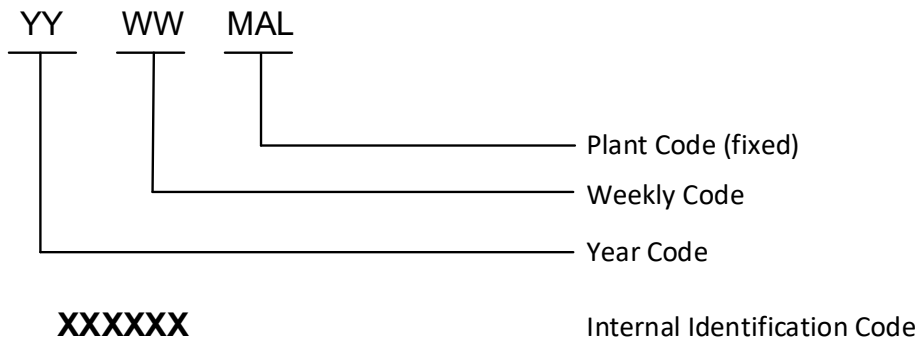 YY WW MAL
Plant Code (fixed)
Weekly Code
Year Code
XXXXXX Internal Identification Code